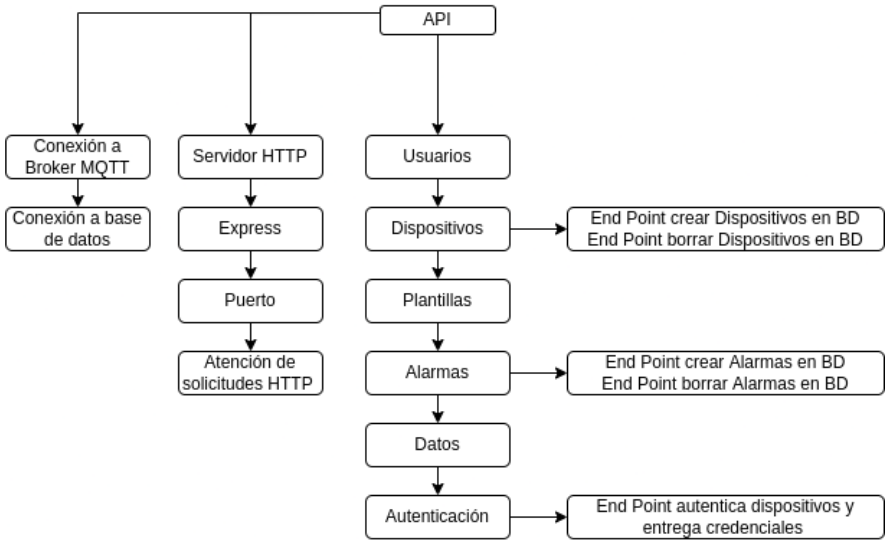 API
Conexión a
Broker MQTT
Servidor HTTP
Usuarios
Conexión a base
de datos
Express
Dispositivos
End Point crear Dispositivos en BD
End Point borrar Dispositivos en BD
Puerto
Plantillas
Atención de
solicitudes HTTP
Alarmas
End Point crear Alarmas en BD
End Point borrar Alarmas en BD
Datos
Autenticación
End Point autentica dispositivos y
entrega credenciales